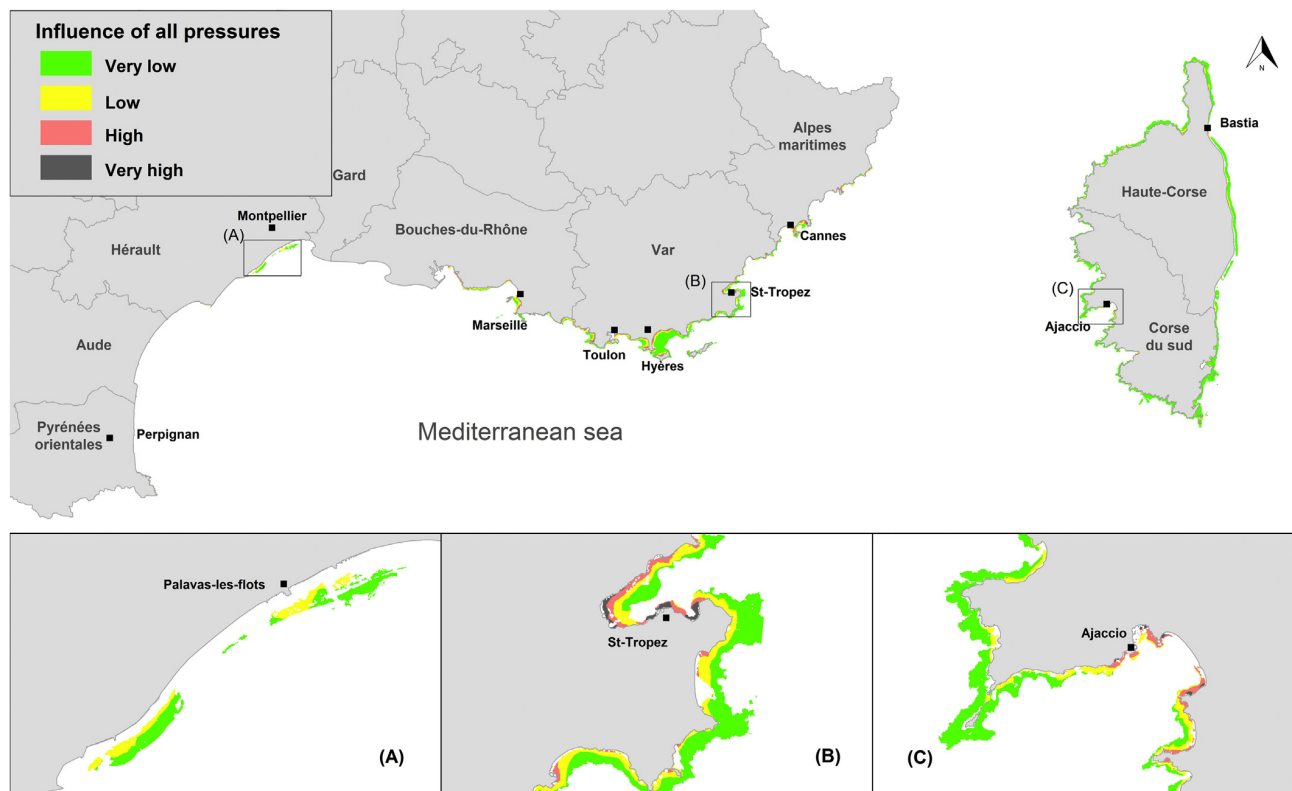 Influence of all pressures
Very low
Low
High
Very high
N
Bastia
Alpes
maritimes
Gard
Haute-Corse
Montpellier
(A)
Hérault
Bouches-du-Rhône
Var
Cannes
(B)
St-Tropez
(C)
Marseille
Ajaccio
Toulon
Hyères
Corse
du sud
Aude
Pyrénées
orientales
Perpignan
Mediterranean sea
Palavas-les-flots
(A)
St-Tropez
(B)
Ajaccio
(C)